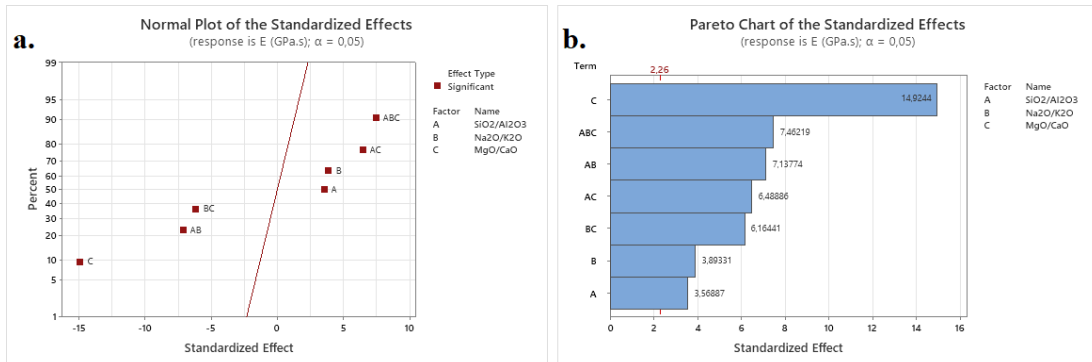 a.
Normal Plot of the Standardized Effects
(response is E (GPa.s); α = 0,05)
99
95
90
80
70
60
50
40
30
20
10
5
1
Percent
ABC
AC
B
A
BC
AB
C
-15
-10
-5
0
5
10
Standardized Effect
Effect Type
Significant
Factor Name
A SiO2/Al2O3
B Na2O/K2O
C MgO/CaO
b.
Pareto Chart of the Standardized Effects
(response is E (GPa.s); α = 0,05)
Term
2,26
C 14,9244
ABC 7,46219
AB 7,13774
AC 6,48886
BC 6,16441
B 3,89331
A 3,56887
0 2 4 6 8 10 12 14 16
Standardized Effect
Factor Name
A SiO2/Al2O3
B Na2O/K2O
C MgO/CaO